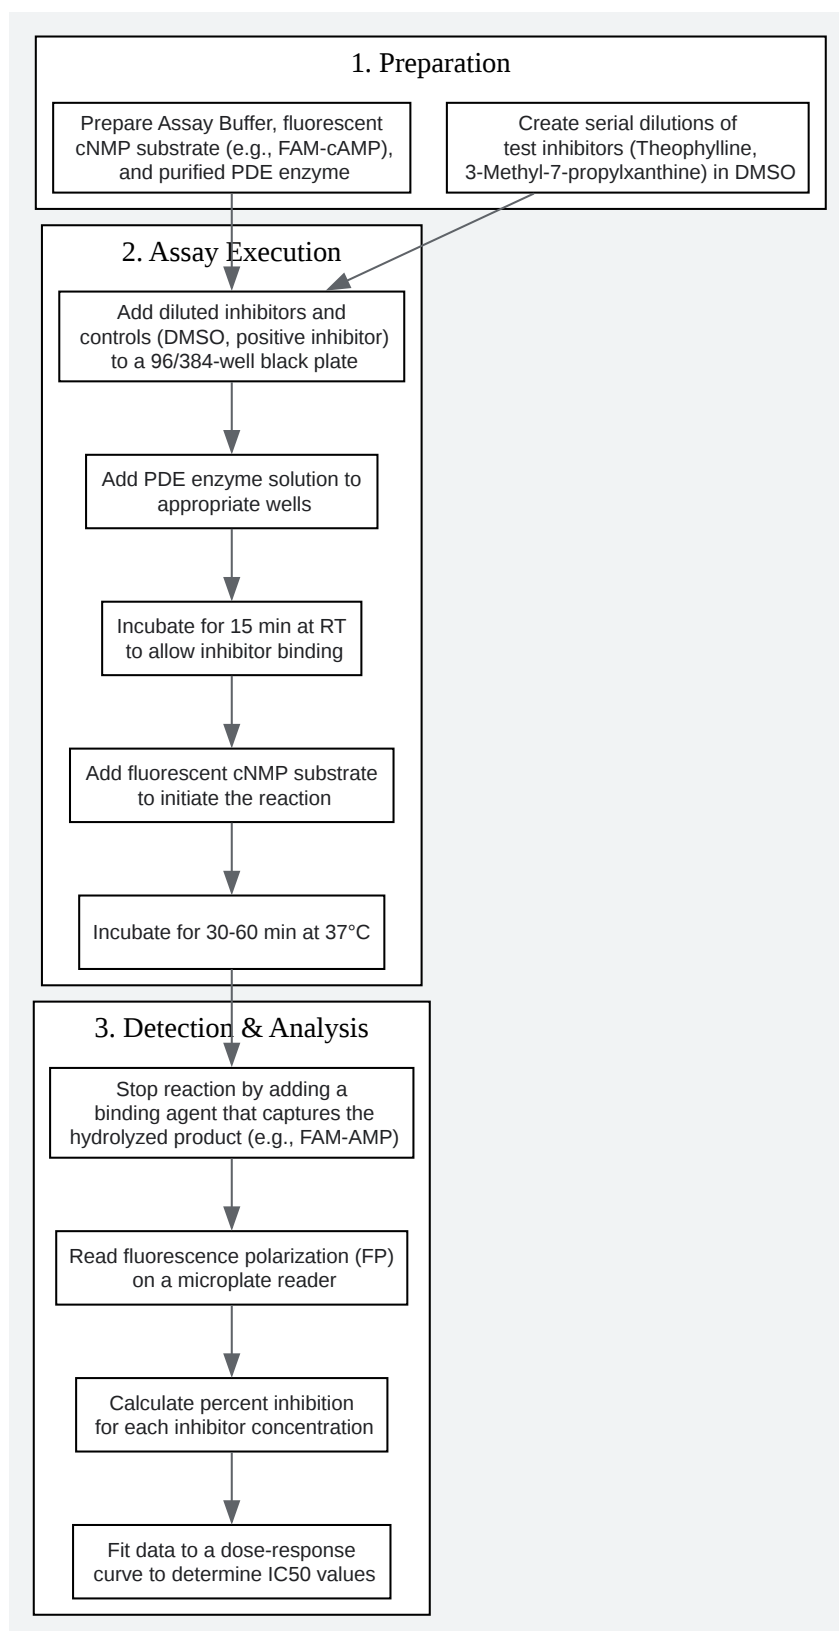 1. Preparation
Prepare Assay Buffer, fluorescent
cNMP substrate (e.g., FAM-cAMP),
and purified PDE enzyme
Create serial dilutions of
test inhibitors (Theophylline,
3-Methyl-7-propylxanthine) in DMSO
2. Assay Execution
Add diluted inhibitors and
controls (DMSO, positive inhibitor)
to a 96/384-well black plate
Add PDE enzyme solution to
appropriate wells
Incubate for 15 min at RT
to allow inhibitor binding
Add fluorescent cNMP substrate
to initiate the reaction
Incubate for 30-60 min at 37°C
3. Detection & Analysis
Stop reaction by adding a
binding agent that captures the
hydrolyzed product (e.g., FAM-AMP)
Read fluorescence polarization (FP)
on a microplate reader
Calculate percent inhibition
for each inhibitor concentration
Fit data to a dose-response
curve to determine IC50 values